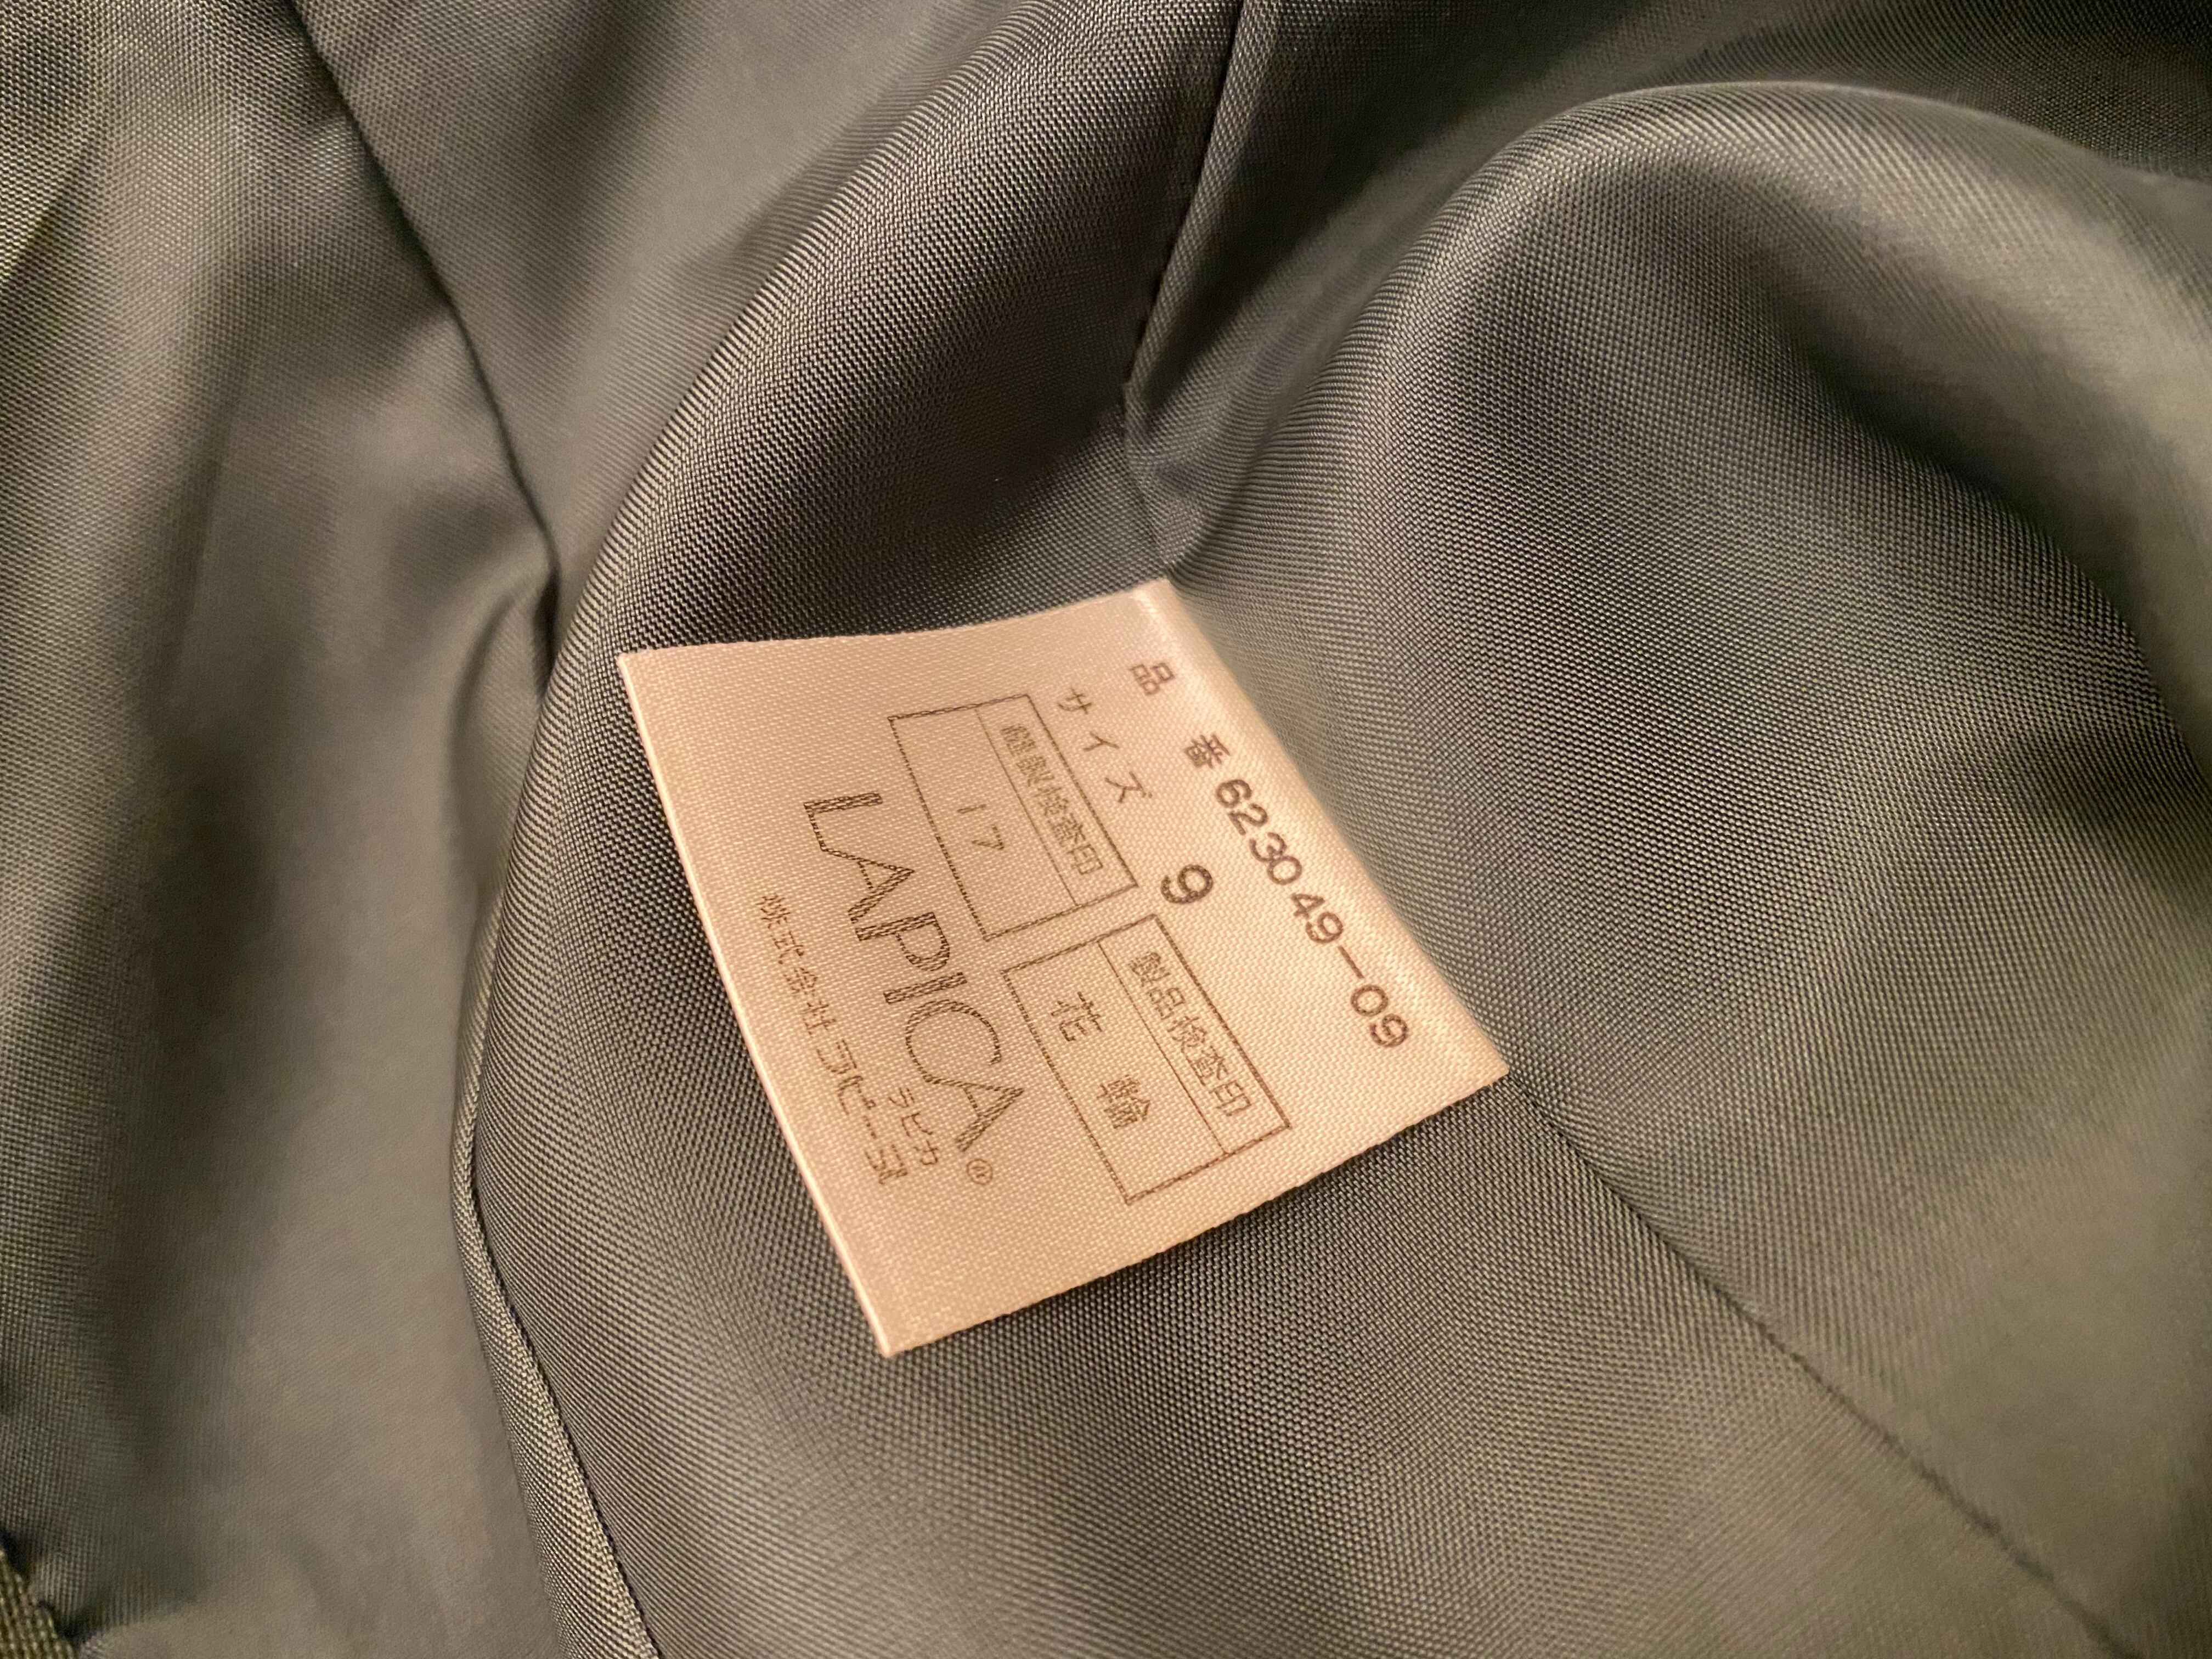 品 番 623049-09
サイズ 9
縫製検査印 製品検査印
17 花輪
LAPICA®
ラピカ
株式会社ラピーヌ